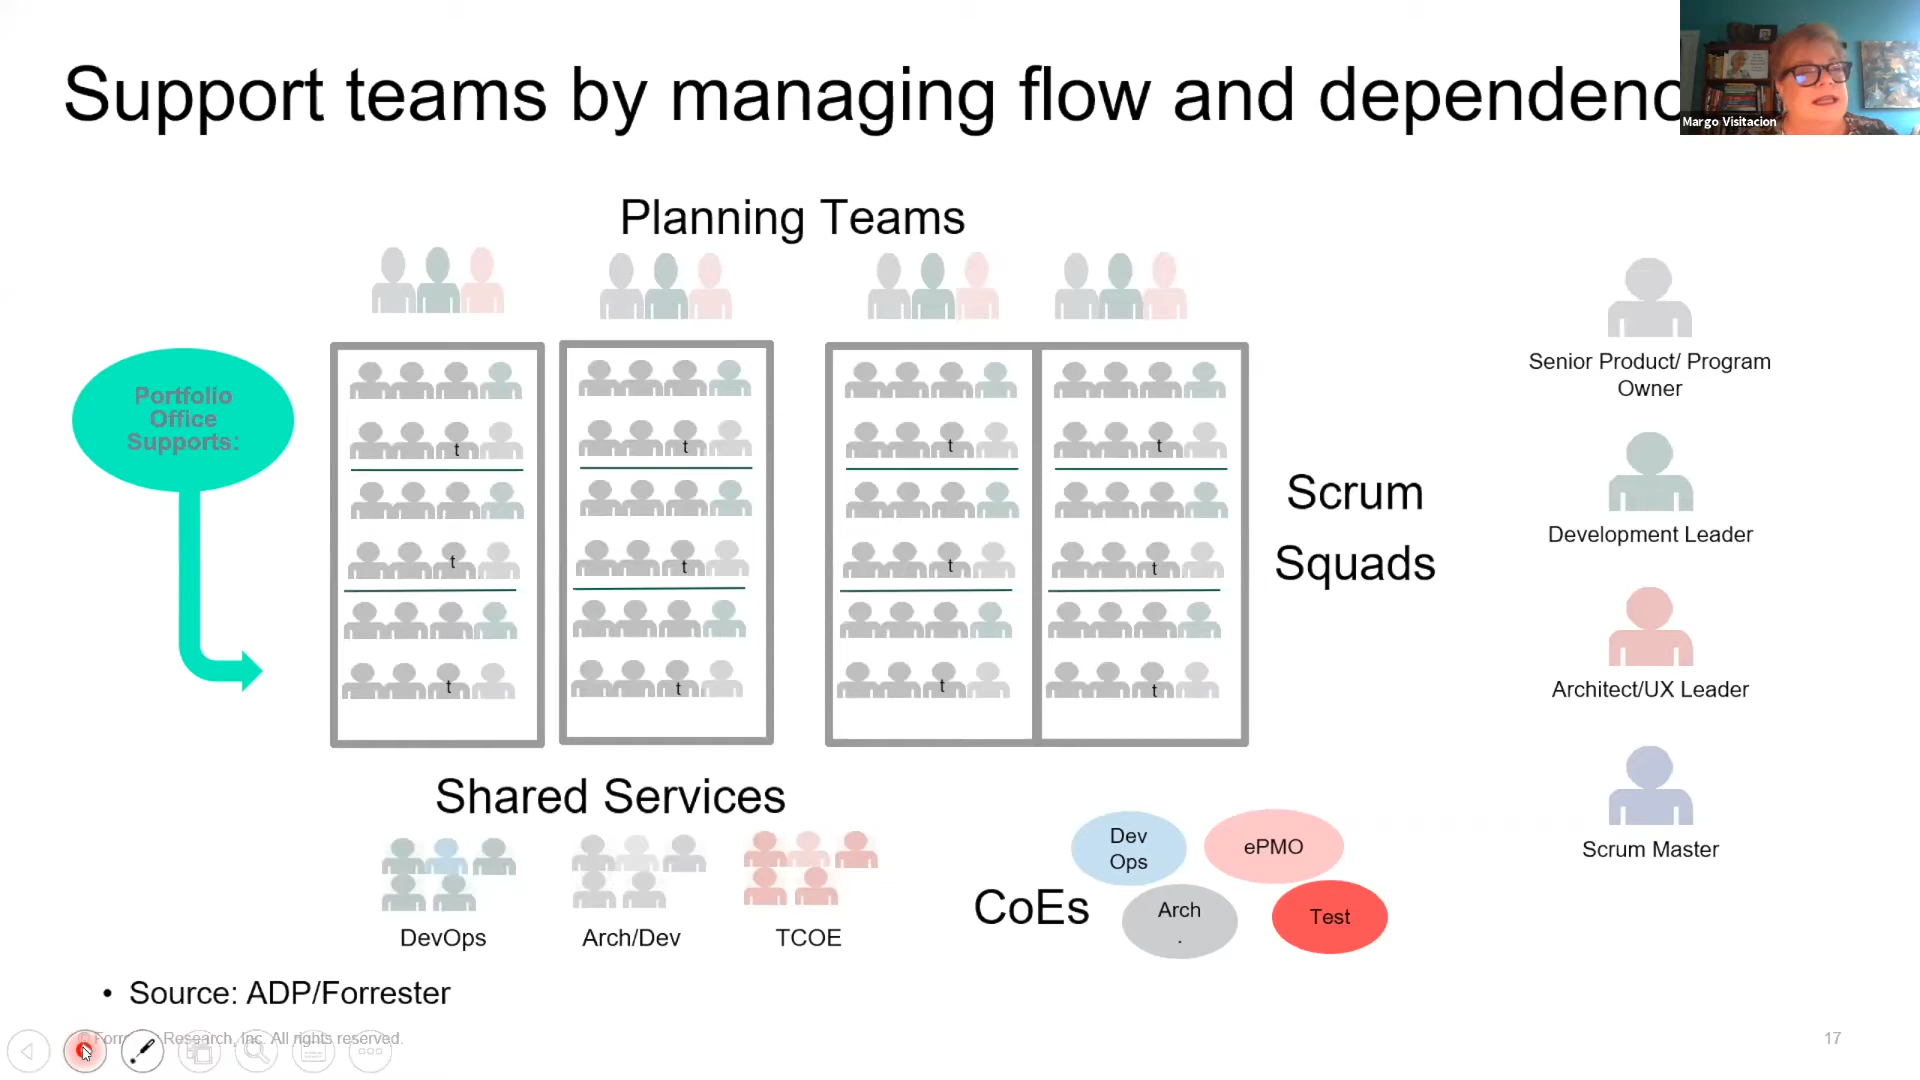 Support teams by managing flow and dependenc
Margo Visitacion
Planning Teams
Portfolio
Office
Supports:
t
t
t
t
t
t
t
t
t
t
t
t
Scrum
Squads
Senior Product/ Program
Owner
Development Leader
Architect/UX Leader
Scrum Master
Shared Services
DevOps
Arch/Dev
TCOE
CoEs
Dev
Ops
ePMO
Arch
.
Test
• Source: ADP/Forrester
© Forr Research, Inc. All rights reserved.
17